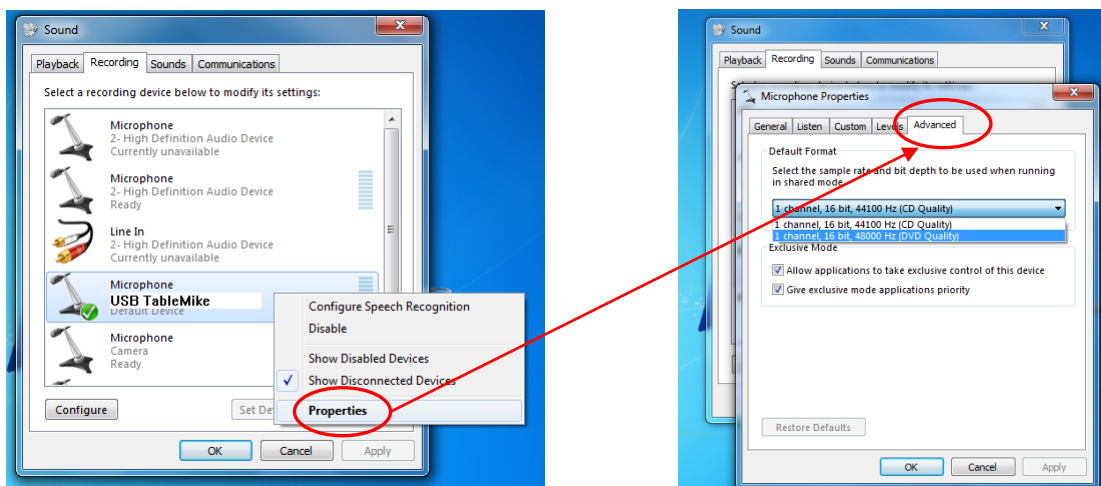 Sound
Playback Recording Sounds Communications
Select a recording device below to modify its settings:
Microphone
2- High Definition Audio Device
Currently unavailable
Microphone
2- High Definition Audio Device
Ready
Line In
2- High Definition Audio Device
Currently unavailable
Microphone
USB TableMike
Default Device
Microphone
Camera
Ready
Configure Speech Recognition
Disable
Show Disabled Devices
Show Disconnected Devices
Properties
Configure
Set De
OK Cancel Apply
Sound
Playback Recording Sounds Communications
Microphone Properties
General Listen Custom Levels Advanced
Default Format
Select the sample rate and bit depth to be used when running
in shared mode
1 channel, 16 bit, 44100 Hz (CD Quality)
1 channel, 16 bit, 44100 Hz (CD Quality)
1 channel, 16 bit, 48000 Hz (DVD Quality)
Exclusive Mode
Allow applications to take exclusive control of this device
Give exclusive mode applications priority
Restore Defaults
OK Cancel Apply